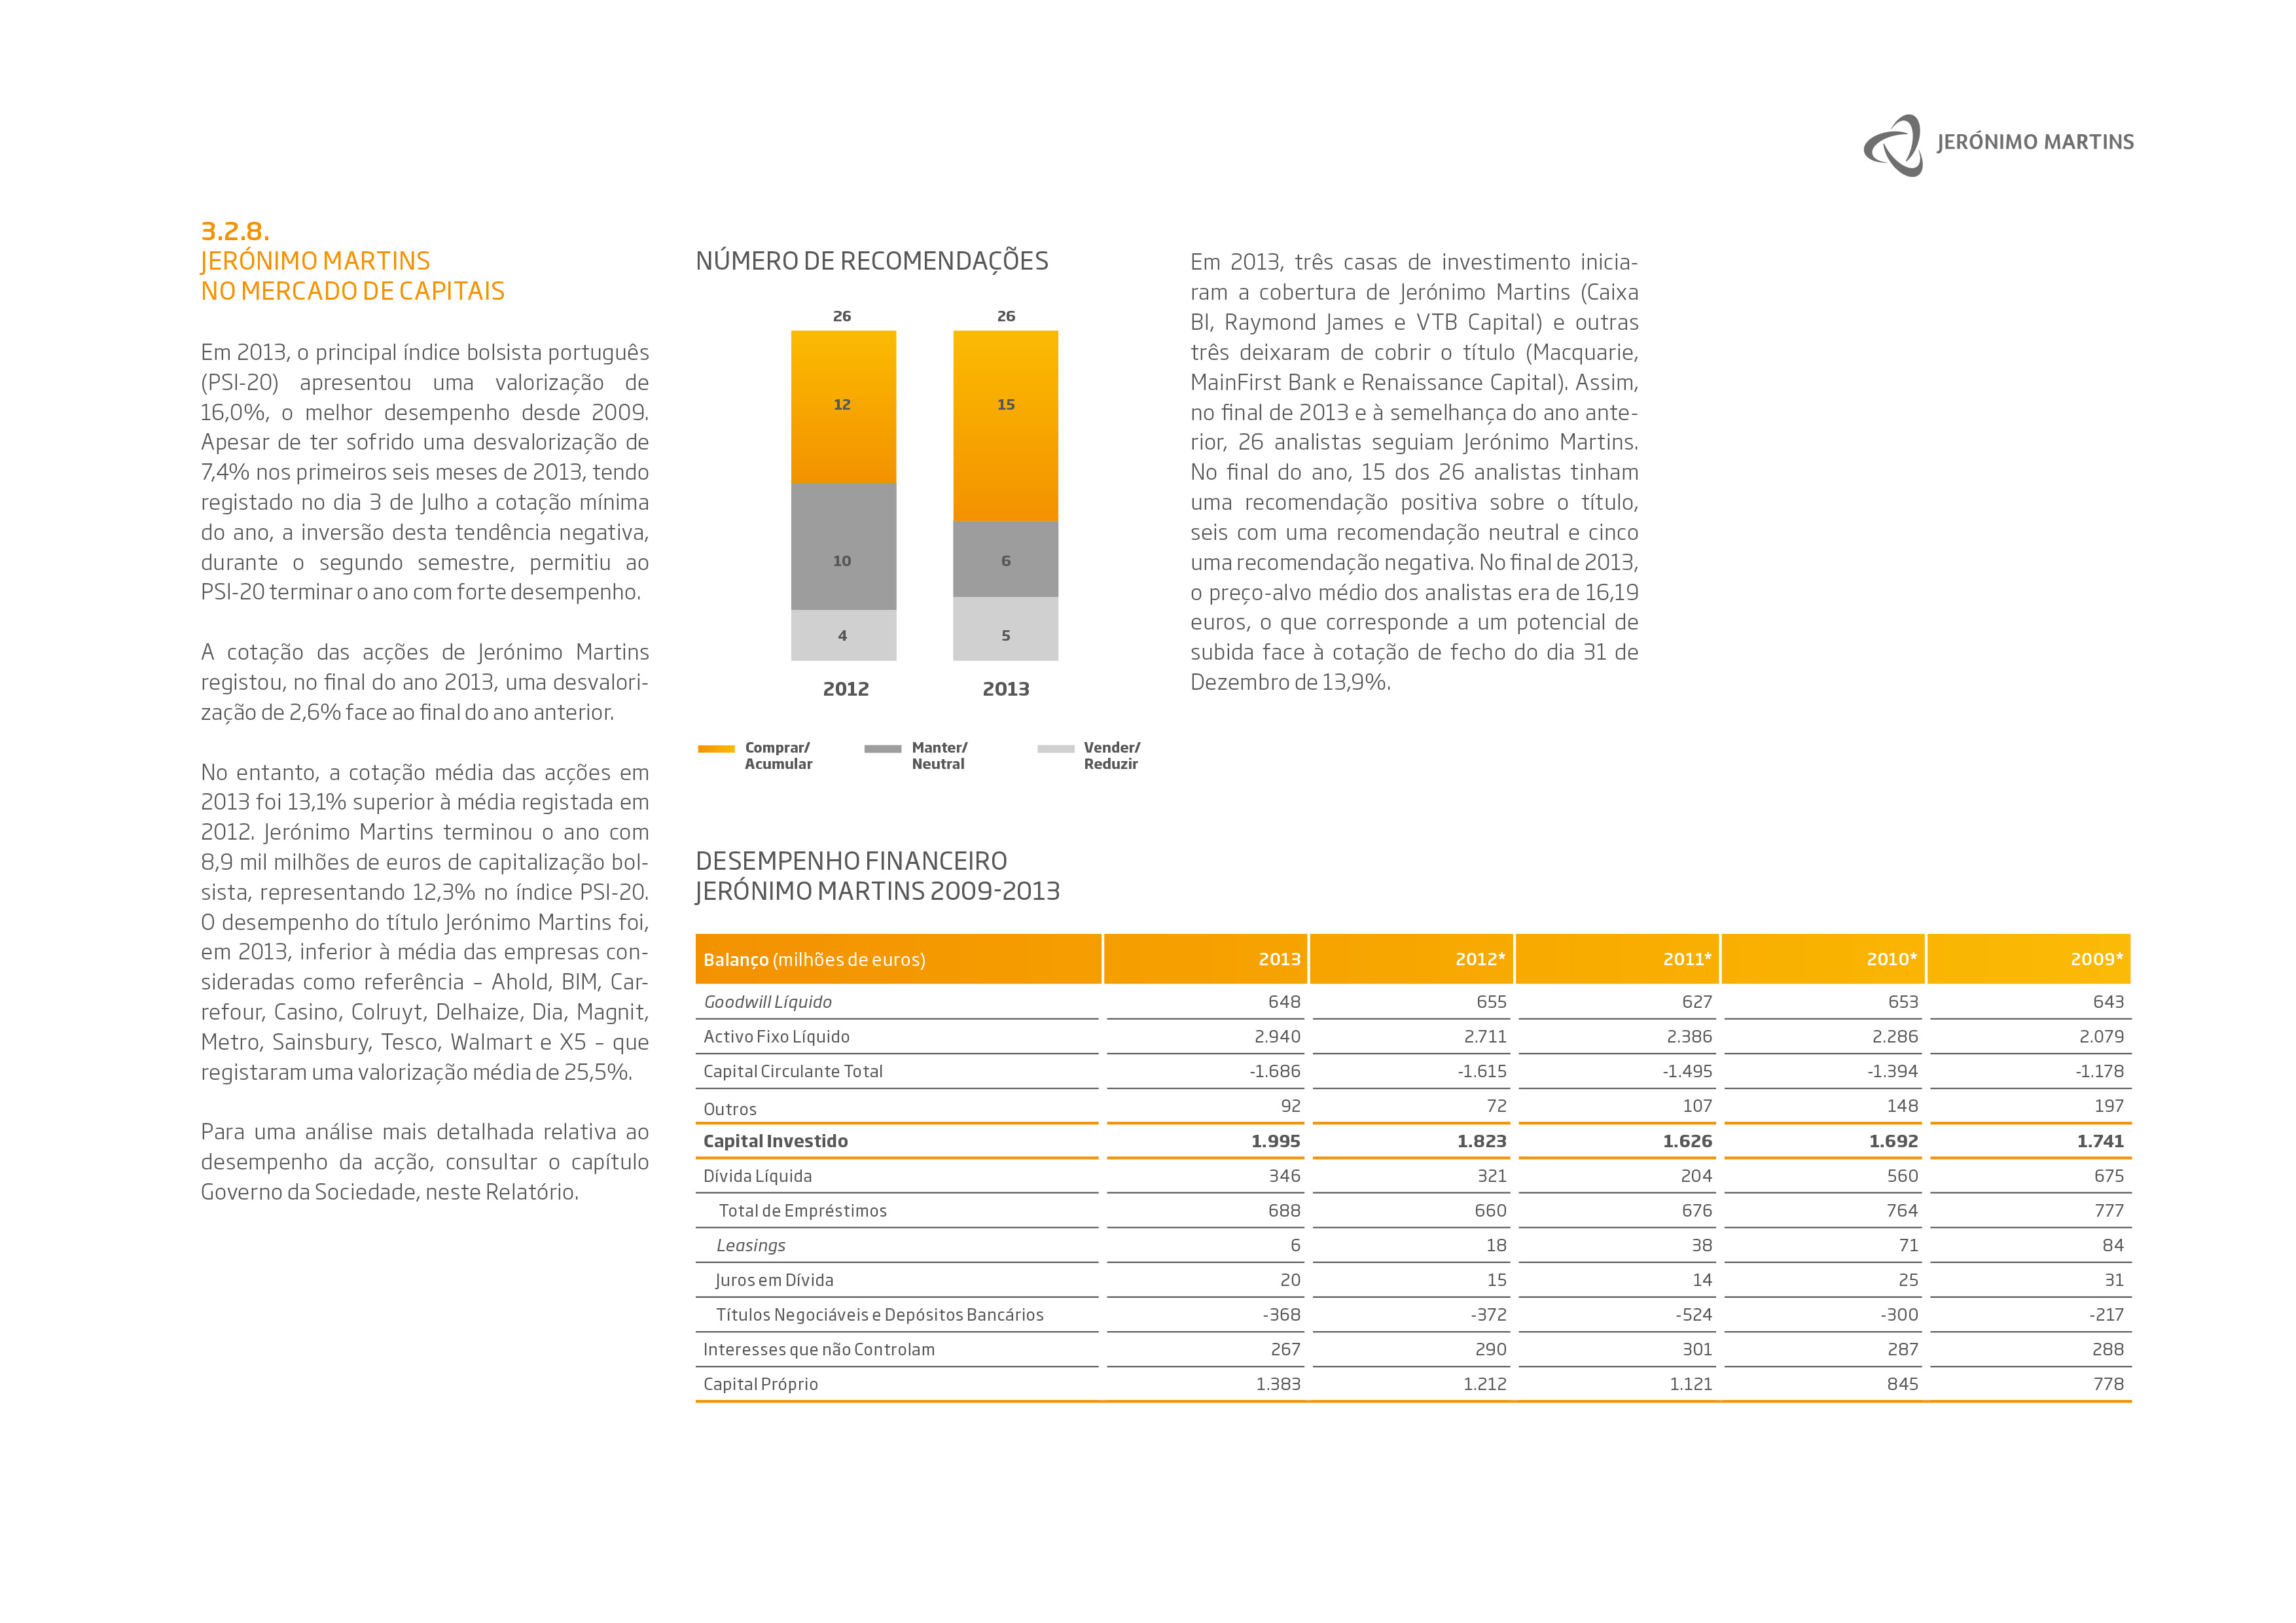 JERÓNIMO MARTINS
3.2.8.
JERÓNIMO MARTINS
NO MERCADO DE CAPITAIS
Em 2013, o principal índice bolsista português
(PSI-20) apresentou uma valorização de
16,0%, o melhor desempenho desde 2009.
Apesar de ter sofrido uma desvalorização de
7,4% nos primeiros seis meses de 2013, tendo
registado no dia 3 de Julho a cotação mínima
do ano, a inversão desta tendência negativa,
durante o segundo semestre, permitiu ao
PSI-20 terminar o ano com forte desempenho.
A cotação das acções de Jerónimo Martins
registou, no final do ano 2013, uma desvalori-
zação de 2,6% face ao final do ano anterior.
No entanto, a cotação média das acções em
2013 foi 13,1% superior à média registada em
2012. Jerónimo Martins terminou o ano com
8,9 mil milhões de euros de capitalização bol-
sista, representando 12,3% no índice PSI-20.
O desempenho do título Jerónimo Martins foi,
em 2013, inferior à média das empresas con-
sideradas como referência – Ahold, BIM, Car-
refour, Casino, Colruyt, Delhaize, Dia, Magnit,
Metro, Sainsbury, Tesco, Walmart e X5 – que
registaram uma valorização média de 25,5%.
Para uma análise mais detalhada relativa ao
desempenho da acção, consultar o capítulo
Governo da Sociedade, neste Relatório.
NÚMERO DE RECOMENDAÇÕES
26 26
12 15
10 6
4 5
2012 2013
Comprar/ Manter/ Vender/
Acumular Neutral Reduzir
Em 2013, três casas de investimento inicia-
ram a cobertura de Jerónimo Martins (Caixa
BI, Raymond James e VTB Capital) e outras
três deixaram de cobrir o título (Macquarie,
MainFirst Bank e Renaissance Capital). Assim,
no final de 2013 e à semelhança do ano ante-
rior, 26 analistas seguiam Jerónimo Martins.
No final do ano, 15 dos 26 analistas tinham
uma recomendação positiva sobre o título,
seis com uma recomendação neutral e cinco
uma recomendação negativa. No final de 2013,
o preço-alvo médio dos analistas era de 16,19
euros, o que corresponde a um potencial de
subida face à cotação de fecho do dia 31 de
Dezembro de 13,9%.
DESEMPENHO FINANCEIRO
JERÓNIMO MARTINS 2009-2013
Balanço (milhões de euros) 2013 2012* 2011* 2010* 2009*
Goodwill Líquido 648 655 627 653 643
Activo Fixo Líquido 2.940 2.711 2.386 2.286 2.079
Capital Circulante Total -1.686 -1.615 -1.495 -1.394 -1.178
Outros 92 72 107 148 197
Capital Investido 1.995 1.823 1.626 1.692 1.741
Dívida Líquida 346 321 204 560 675
Total de Empréstimos 688 660 676 764 777
Leasings 6 18 38 71 84
Juros em Dívida 20 15 14 25 31
Títulos Negociáveis e Depósitos Bancários -368 -372 -524 -300 -217
Interesses que não Controlam 267 290 301 287 288
Capital Próprio 1.383 1.212 1.121 845 778